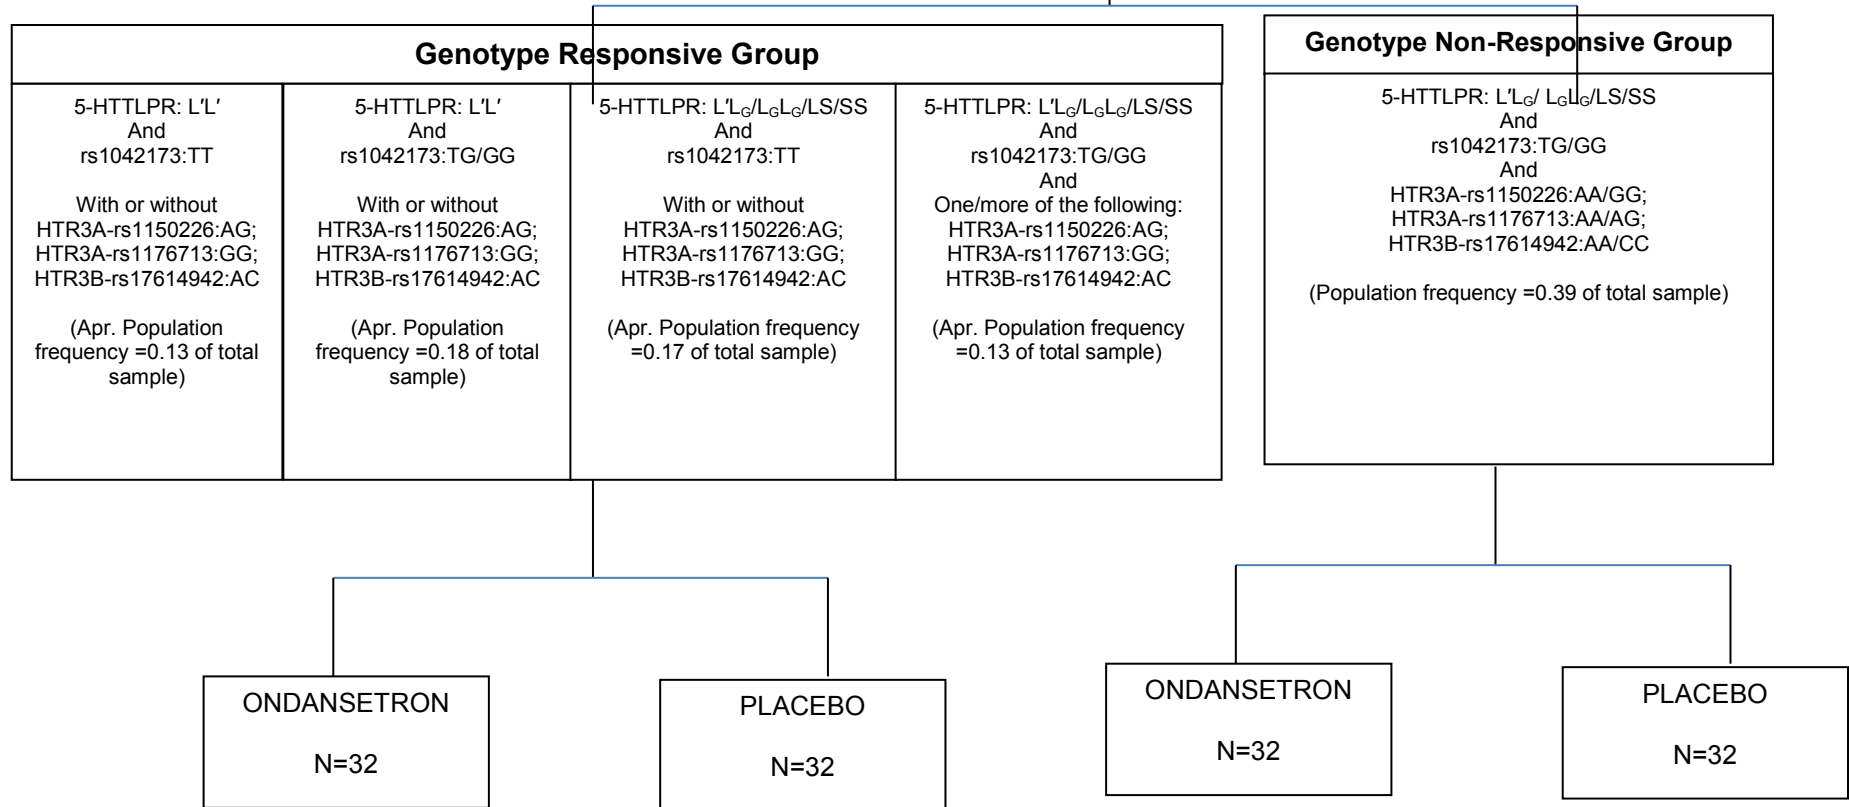 Genotype Responsive Group
5-HTTLPR: L'L'
And
rs1042173:TT
With or without
HTR3A-rs1150226:AG;
HTR3A-rs1176713:GG;
HTR3B-rs17614942:AC
(Apr. Population
frequency =0.13 of total
sample)
5-HTTLPR: L'L'
And
rs1042173:TG/GG
With or without
HTR3A-rs1150226:AG;
HTR3A-rs1176713:GG;
HTR3B-rs17614942:AC
(Apr. Population
frequency =0.18 of total
sample)
5-HTTLPR: L'LG/LGLG/LS/SS
And
rs1042173:TT
With or without
HTR3A-rs1150226:AG;
HTR3A-rs1176713:GG;
HTR3B-rs17614942:AC
(Apr. Population frequency
=0.17 of total sample)
5-HTTLPR: L'LG/LGLG/LS/SS
And
rs1042173:TG/GG
And
One/more of the following:
HTR3A-rs1150226:AG;
HTR3A-rs1176713:GG;
HTR3B-rs17614942:AC
(Apr. Population frequency
=0.13 of total sample)
Genotype Non-Responsive Group
5-HTTLPR: L'LG/ LGLG/LS/SS
And
rs1042173:TG/GG
And
HTR3A-rs1150226:AA/GG;
HTR3A-rs1176713:AA/AG;
HTR3B-rs17614942:AA/CC
(Population frequency =0.39 of total sample)
ONDANSETRON
N=32
PLACEBO
N=32
ONDANSETRON
N=32
PLACEBO
N=32